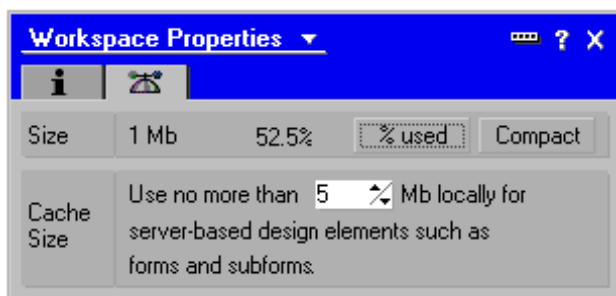 Workspace Properties
? X
i
Size 1 Mb 52.5% % used Compact
Cache Size
Use no more than 5 Mb locally for
server-based design elements such as
forms and subforms.